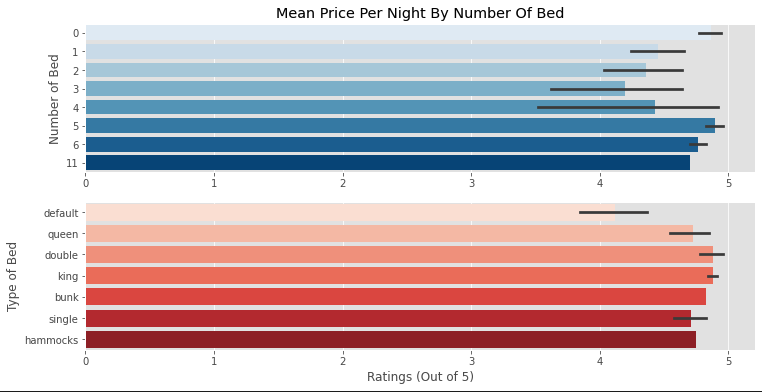 Mean Price Per Night By Number Of Bed
Number of Bed
0
1
2
3
4
5
6
11
0 1 2 3 4 5
Type of Bed
default
queen
double
king
bunk
single
hammocks
0 1 2 3 4 5
Ratings (Out of 5)